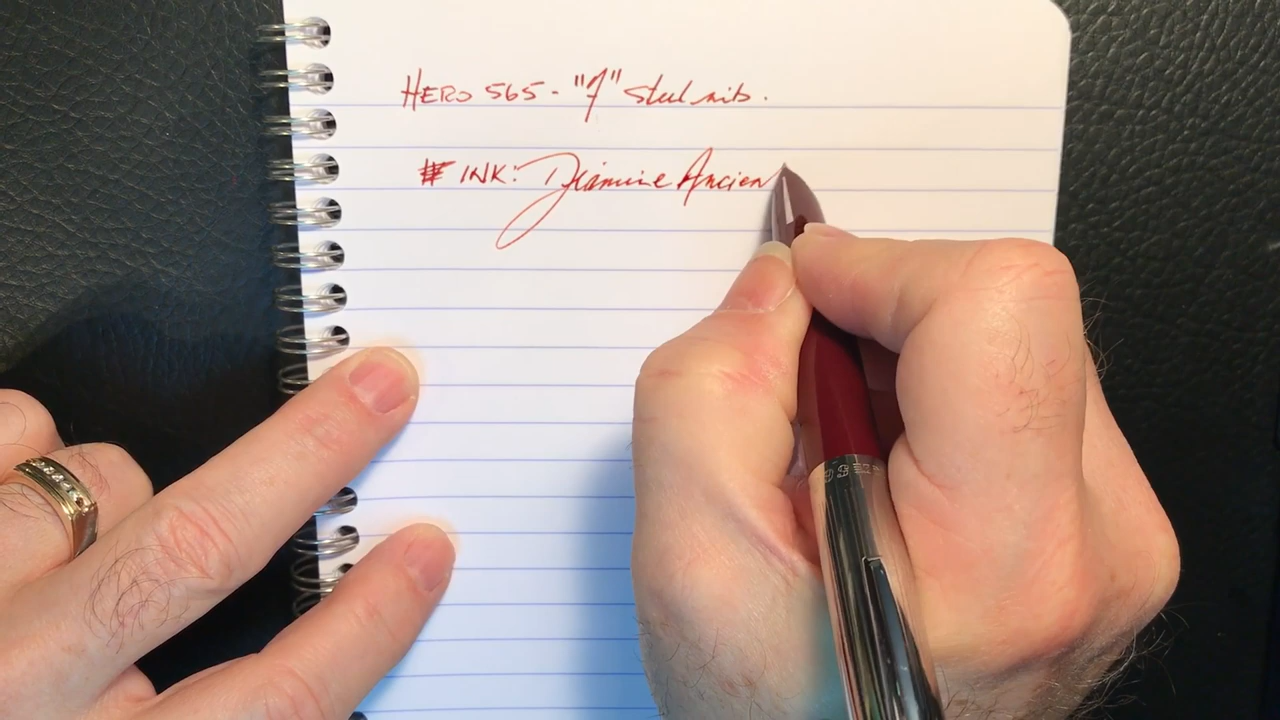 HERO 565 - "f" steel nib.
# INK: Diamine Ancien